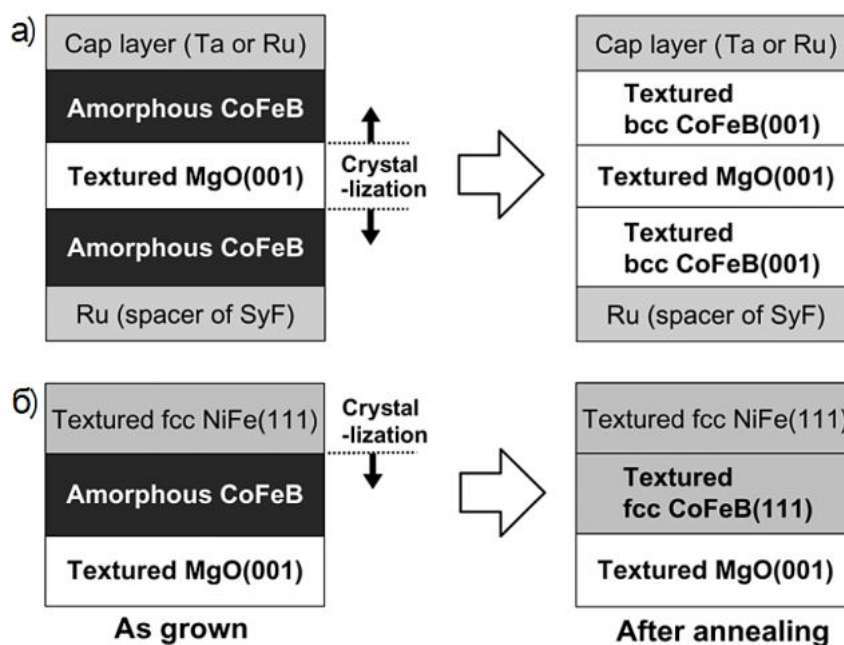 а)
Cap layer (Ta or Ru)
Amorphous CoFeB
Textured MgO(001)
Amorphous CoFeB
Ru (spacer of SyF)
Crystal
-lization
Cap layer (Ta or Ru)
Textured
bcc CoFeB(001)
Textured MgO(001)
Textured
bcc CoFeB(001)
Ru (spacer of SyF)
б)
Textured fcc NiFe(111)
Amorphous CoFeB
Textured MgO(001)
As grown
Crystal
-lization
Textured fcc NiFe(111)
Textured
fcc CoFeB(111)
Textured MgO(001)
After annealing